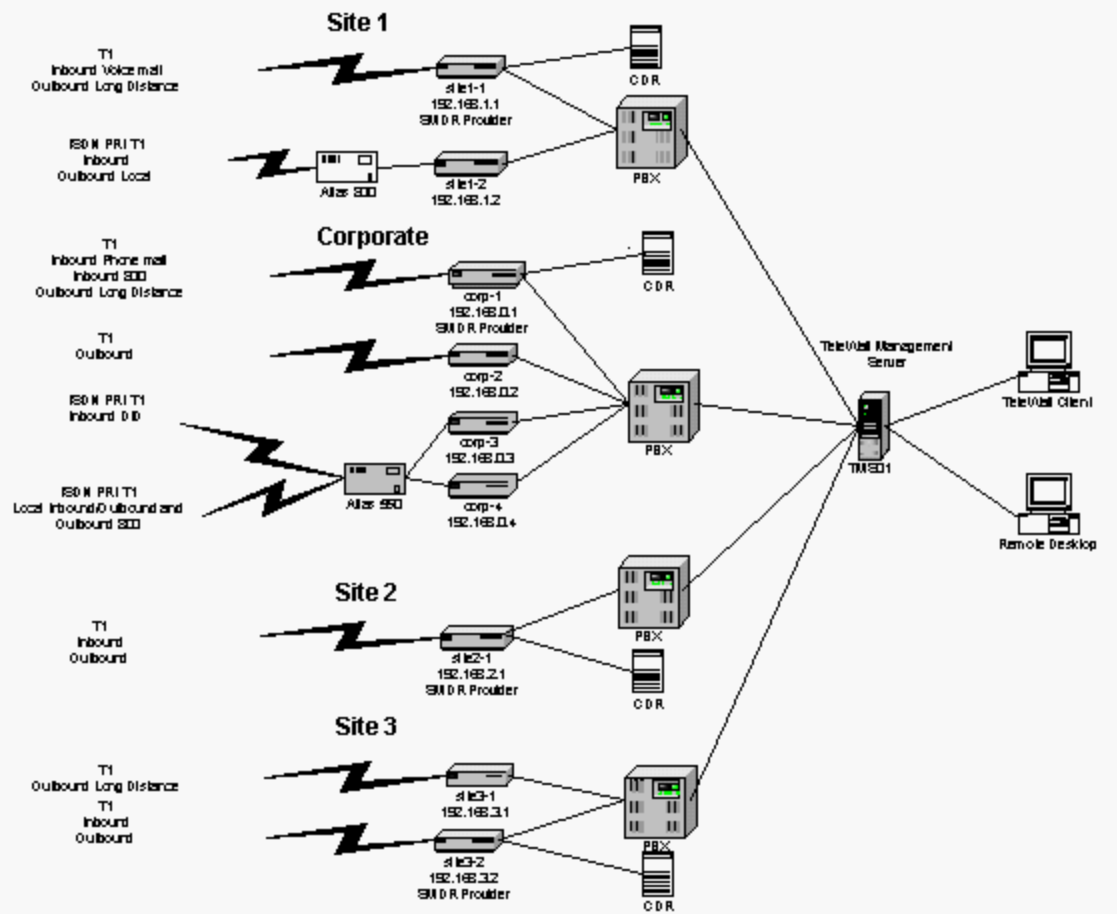 Site 1
T1
Inbound Voice mail
Outbound Long Distance
site1-1
192.168.1.1
SMDR Provider
CDR
ISDN PRI T1
Inbound
Outbound Local
Atlas 800
site1-2
192.168.1.2
PBX
Corporate
T1
Inbound Phone mail
Inbound 800
Outbound Long Distance
corp-1
192.168.0.1
SMDR Provider
CDR
T1
Outbound
corp-2
192.168.0.2
ISDN PRI T1
Inbound DID
corp-3
192.168.0.3
PBX
ISDN PRI T1
Local Inbound/Outbound and
Outbound 800
Atlas 550
corp-4
192.168.0.4
TeleWall Management
Server
TMS01
TeleWall Client
Remote Desktop
Site 2
T1
Inbound
Outbound
site2-1
192.168.2.1
SMDR Provider
PBX
CDR
Site 3
T1
Outbound Long Distance
T1
Inbound
Outbound
site3-1
192.168.3.1
site3-2
192.168.3.2
SMDR Provider
PBX
CDR